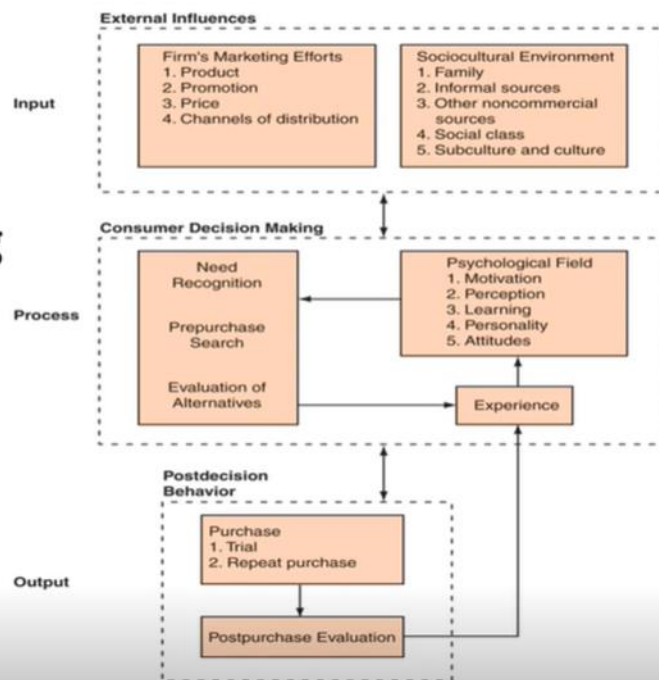 External Influences
Input
Firm's Marketing Efforts
1. Product
2. Promotion
3. Price
4. Channels of distribution
Sociocultural Environment
1. Family
2. Informal sources
3. Other noncommercial
sources
4. Social class
5. Subculture and culture
Consumer Decision Making
Process
Need
Recognition
Prepurchase
Search
Evaluation of
Alternatives
Psychological Field
1. Motivation
2. Perception
3. Learning
4. Personality
5. Attitudes
Experience
Postdecision
Behavior
Output
Purchase
1. Trial
2. Repeat purchase
Postpurchase Evaluation